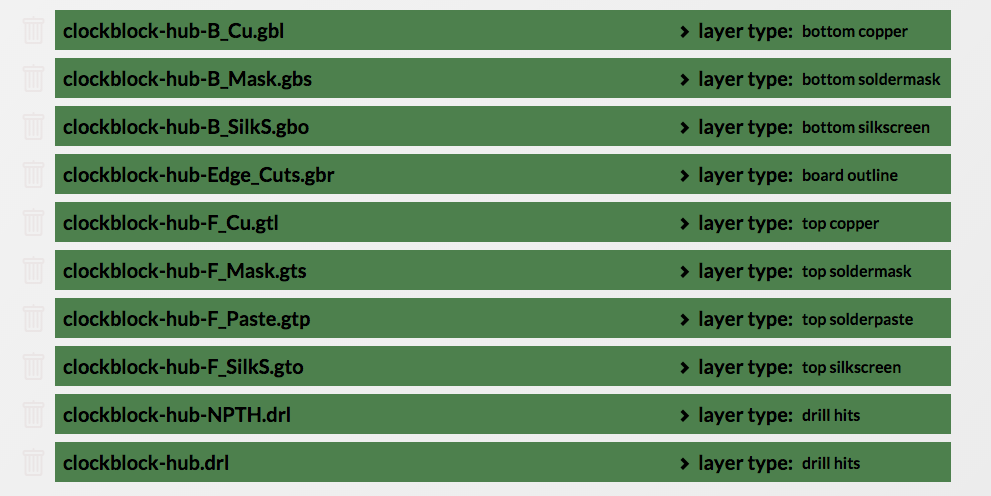 clockblock-hub-B_Cu.gbl > layer type: bottom copper
clockblock-hub-B_Mask.gbs > layer type: bottom soldermask
clockblock-hub-B_SilkS.gbo > layer type: bottom silkscreen
clockblock-hub-Edge_Cuts.gbr > layer type: board outline
clockblock-hub-F_Cu.gtl > layer type: top copper
clockblock-hub-F_Mask.gts > layer type: top soldermask
clockblock-hub-F_Paste.gtp > layer type: top solderpaste
clockblock-hub-F_SilkS.gto > layer type: top silkscreen
clockblock-hub-NPTH.drl > layer type: drill hits
clockblock-hub.drl > layer type: drill hits